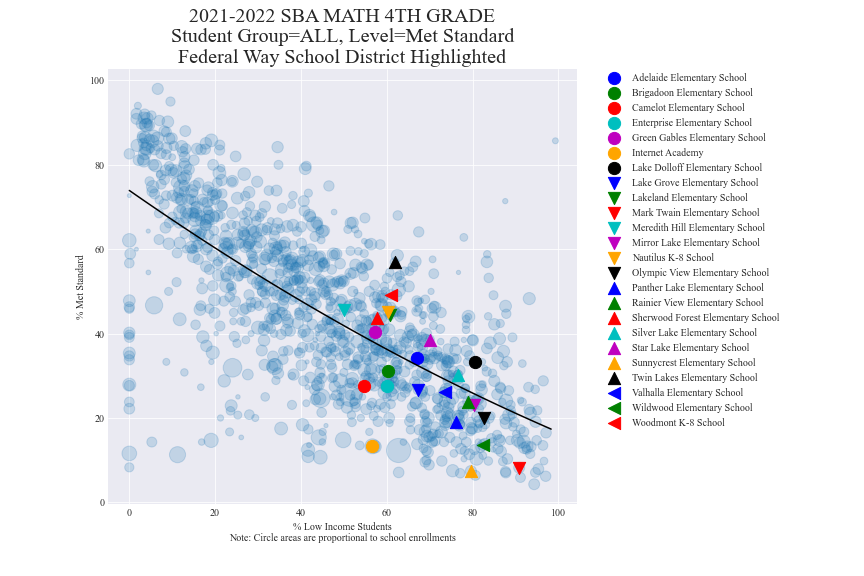 2021-2022 SBA MATH 4TH GRADE
Student Group=ALL, Level=Met Standard
Federal Way School District Highlighted
100
80
60
40
20
0
% Met Standard
0 20 40 60 80 100
% Low Income Students
Note: Circle areas are proportional to school enrollments
Adelaide Elementary School
Brigadoon Elementary School
Camelot Elementary School
Enterprise Elementary School
Green Gables Elementary School
Internet Academy
Lake Dolloff Elementary School
Lake Grove Elementary School
Lakeland Elementary School
Mark Twain Elementary School
Meredith Hill Elementary School
Mirror Lake Elementary School
Nautilus K-8 School
Olympic View Elementary School
Panther Lake Elementary School
Rainier View Elementary School
Sherwood Forest Elementary School
Silver Lake Elementary School
Star Lake Elementary School
Sunnycrest Elementary School
Twin Lakes Elementary School
Valhalla Elementary School
Wildwood Elementary School
Woodmont K-8 School